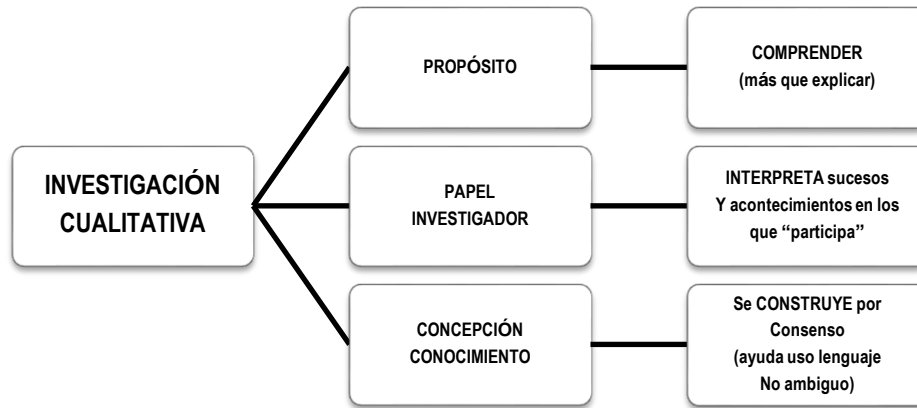 INVESTIGACIÓN
CUALITATIVA
PROPÓSITO
COMPRENDER
(más que explicar)
PAPEL
INVESTIGADOR
INTERPRETA sucesos
Y acontecimientos en los
que “participa”
CONCEPCIÓN
CONOCIMIENTO
Se CONSTRUYE por
Consenso
(ayuda uso lenguaje
No ambiguo)